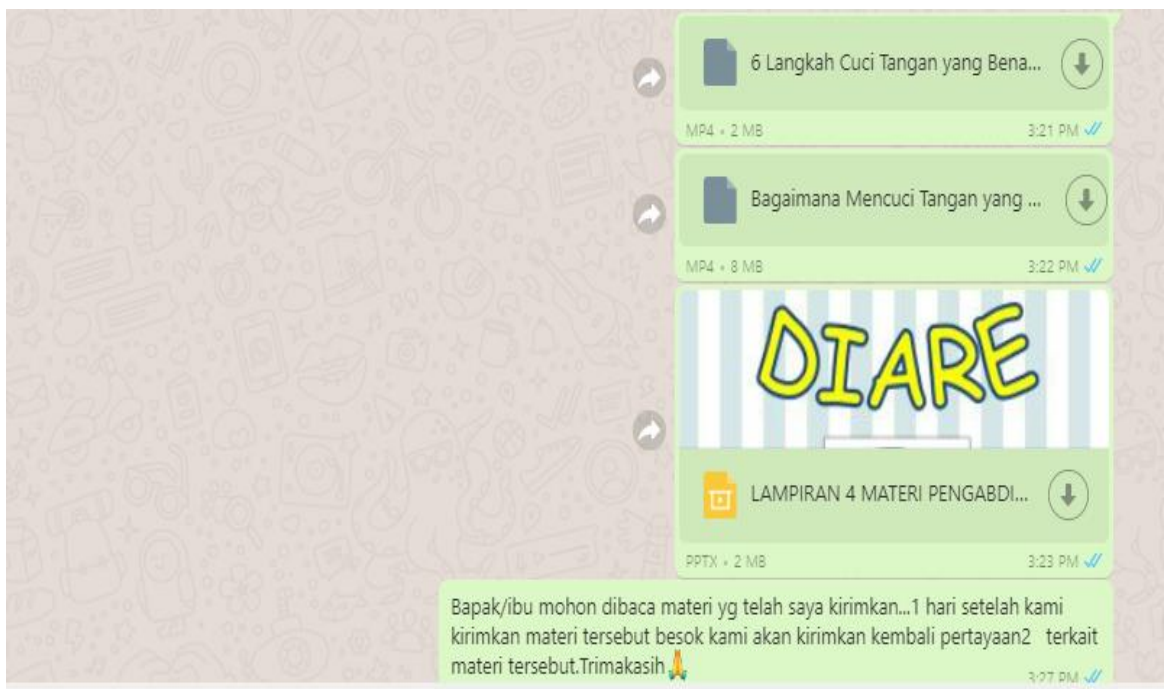 6 Langkah Cuci Tangan yang Bena...
MP4 • 2 MB 3:21 PM
Bagaimana Mencuci Tangan yang ...
MP4 • 8 MB 3:22 PM
DIARE
LAMPIRAN 4 MATERI PENGABDI...
PPTX • 2 MB 3:23 PM
Bapak/ibu mohon dibaca materi yg telah saya kirimkan...1 hari setelah kami
kirimkan materi tersebut besok kami akan kirimkan kembali pertayaan2 terkait
materi tersebut.Trimakasih🙏
3:27 PM